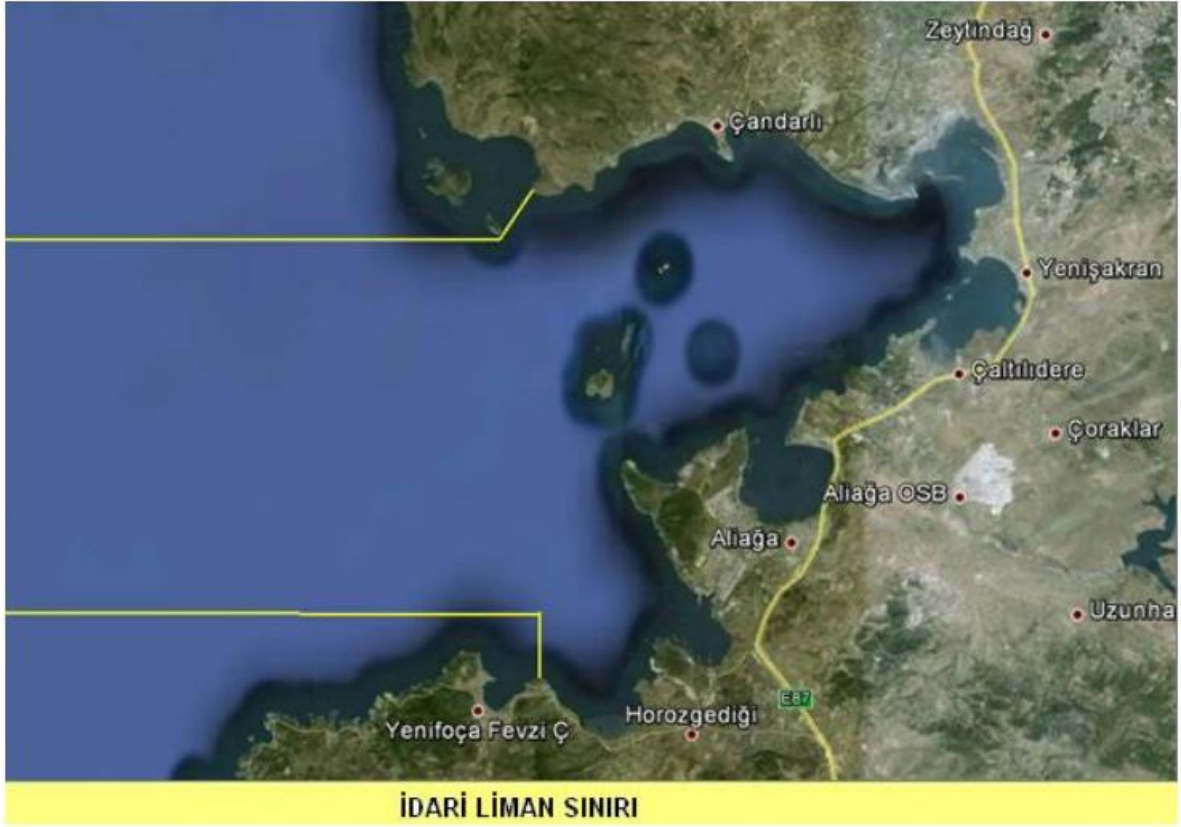 Zeytindağ
Çandarlı
Yenişakran
Çaltılıdere
Çoraklar
Aliağa OSB
Aliağa
Uzunha
E87
Horozgediği
Yenifoça Fevzi Ç
İDARİ LİMAN SINIRI